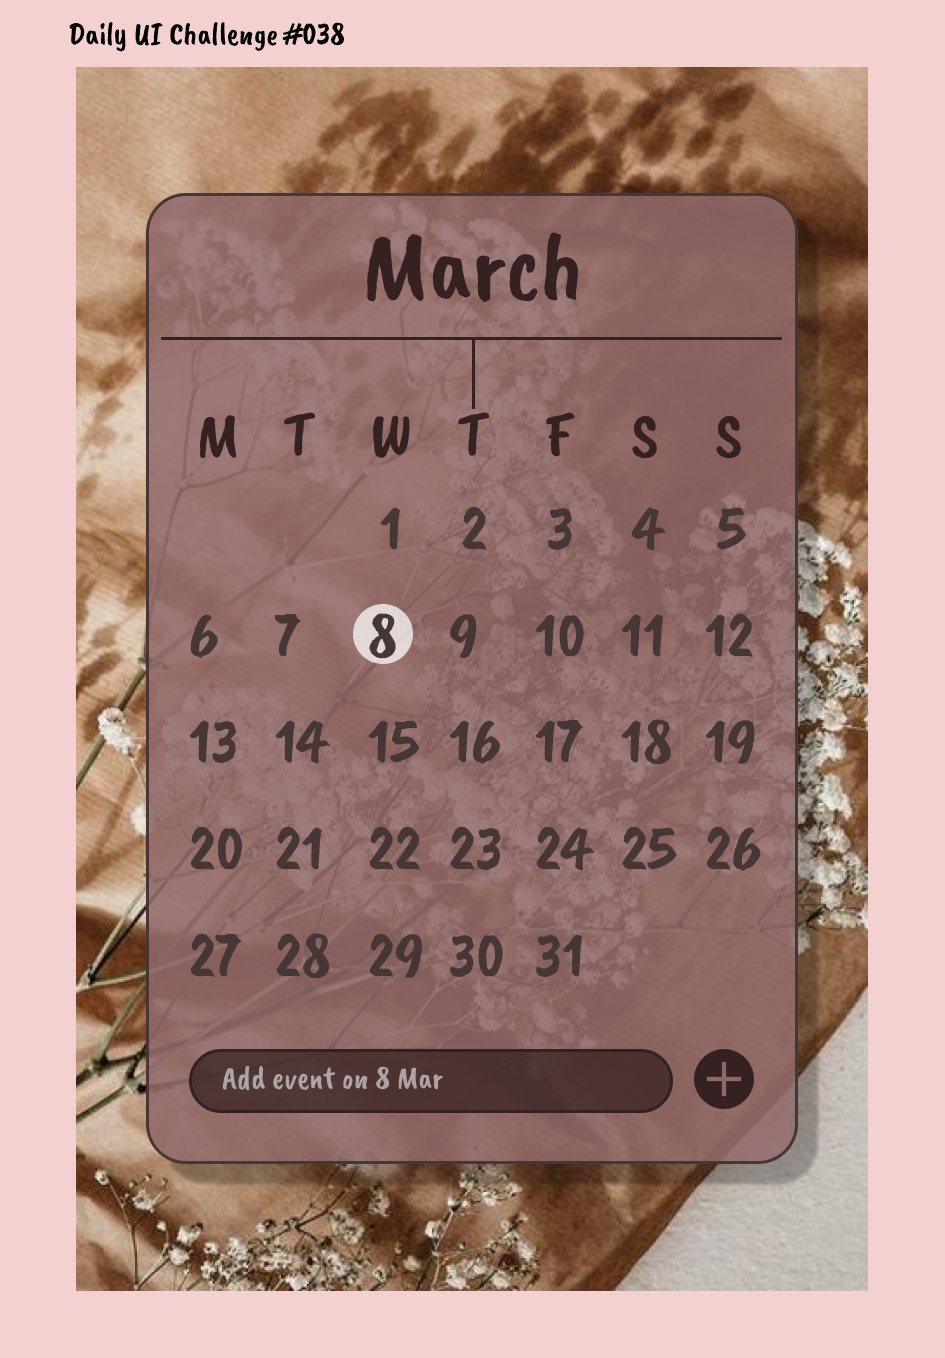 Daily UI Challenge #038
March
M T W T F S S
1 2 3 4 5
6 7 8 9 10 11 12
13 14 15 16 17 18 19
20 21 22 23 24 25 26
27 28 29 30 31
Add event on 8 Mar